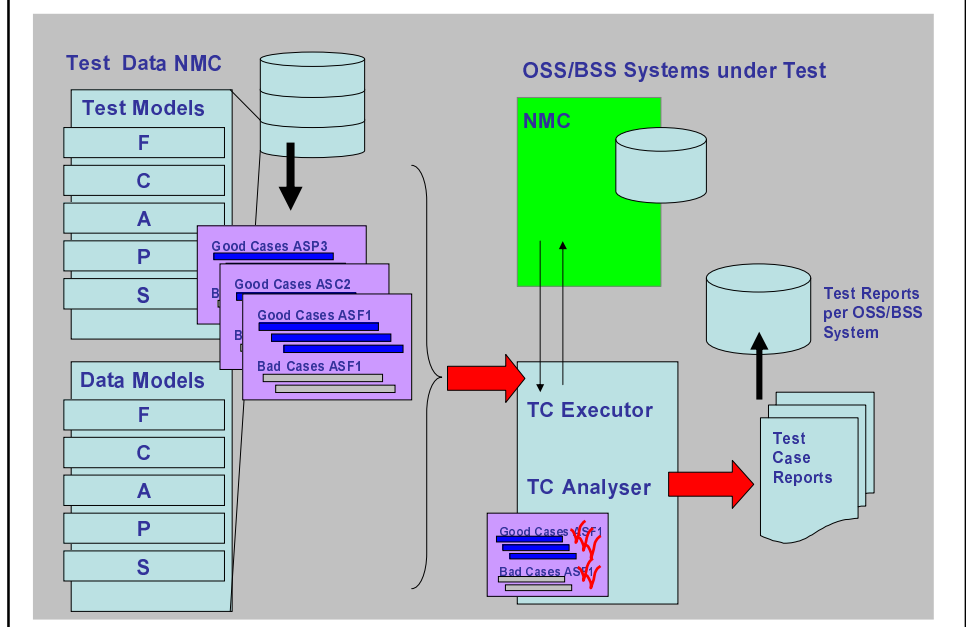 Test Data NMC
Test Models
F
C
A
P
S
Data Models
F
C
A
P
S
Good Cases ASP3
B
Good Cases ASC2
B
Good Cases ASF1
Bad Cases ASF1
OSS/BSS Systems under Test
NMC
TC Executor
TC Analyser
Good Cases ASF1
Bad Cases ASF1
Test
Case
Reports
Test Reports
per OSS/BSS
System